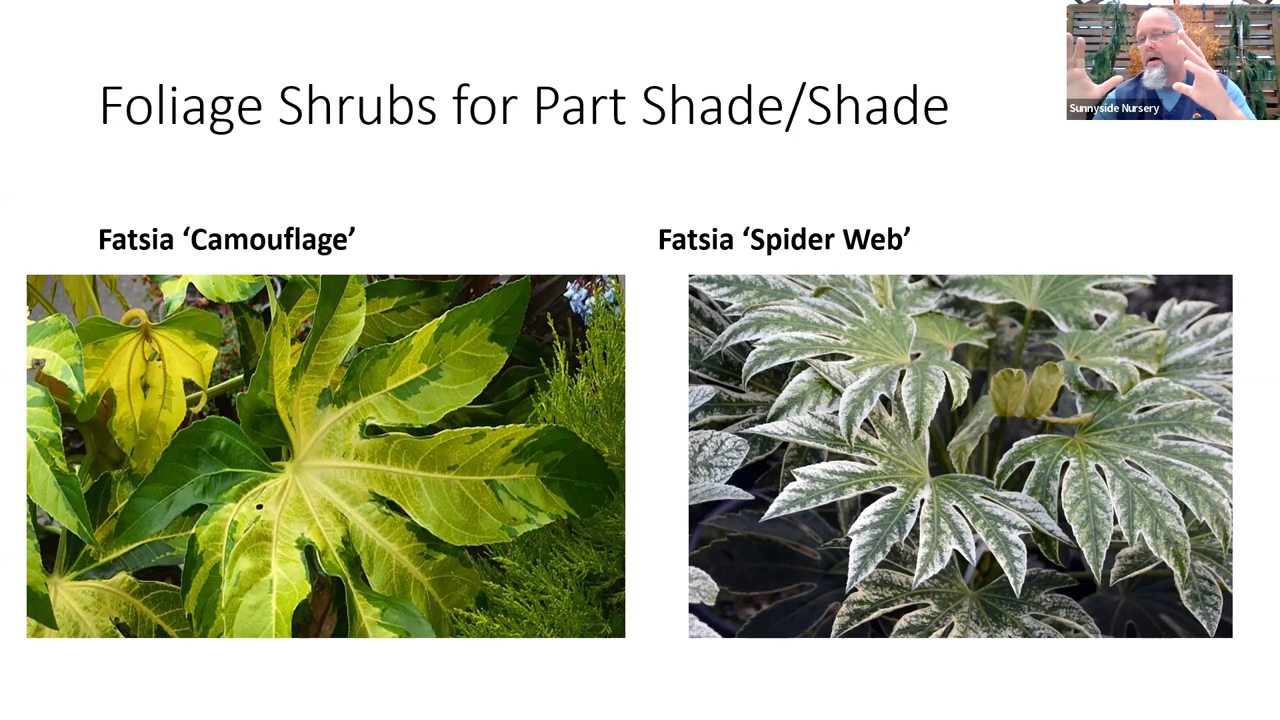 Foliage Shrubs for Part Shade/Shade
Sunnyside Nursery
Fatsia ‘Camouflage’
Fatsia ‘Spider Web’